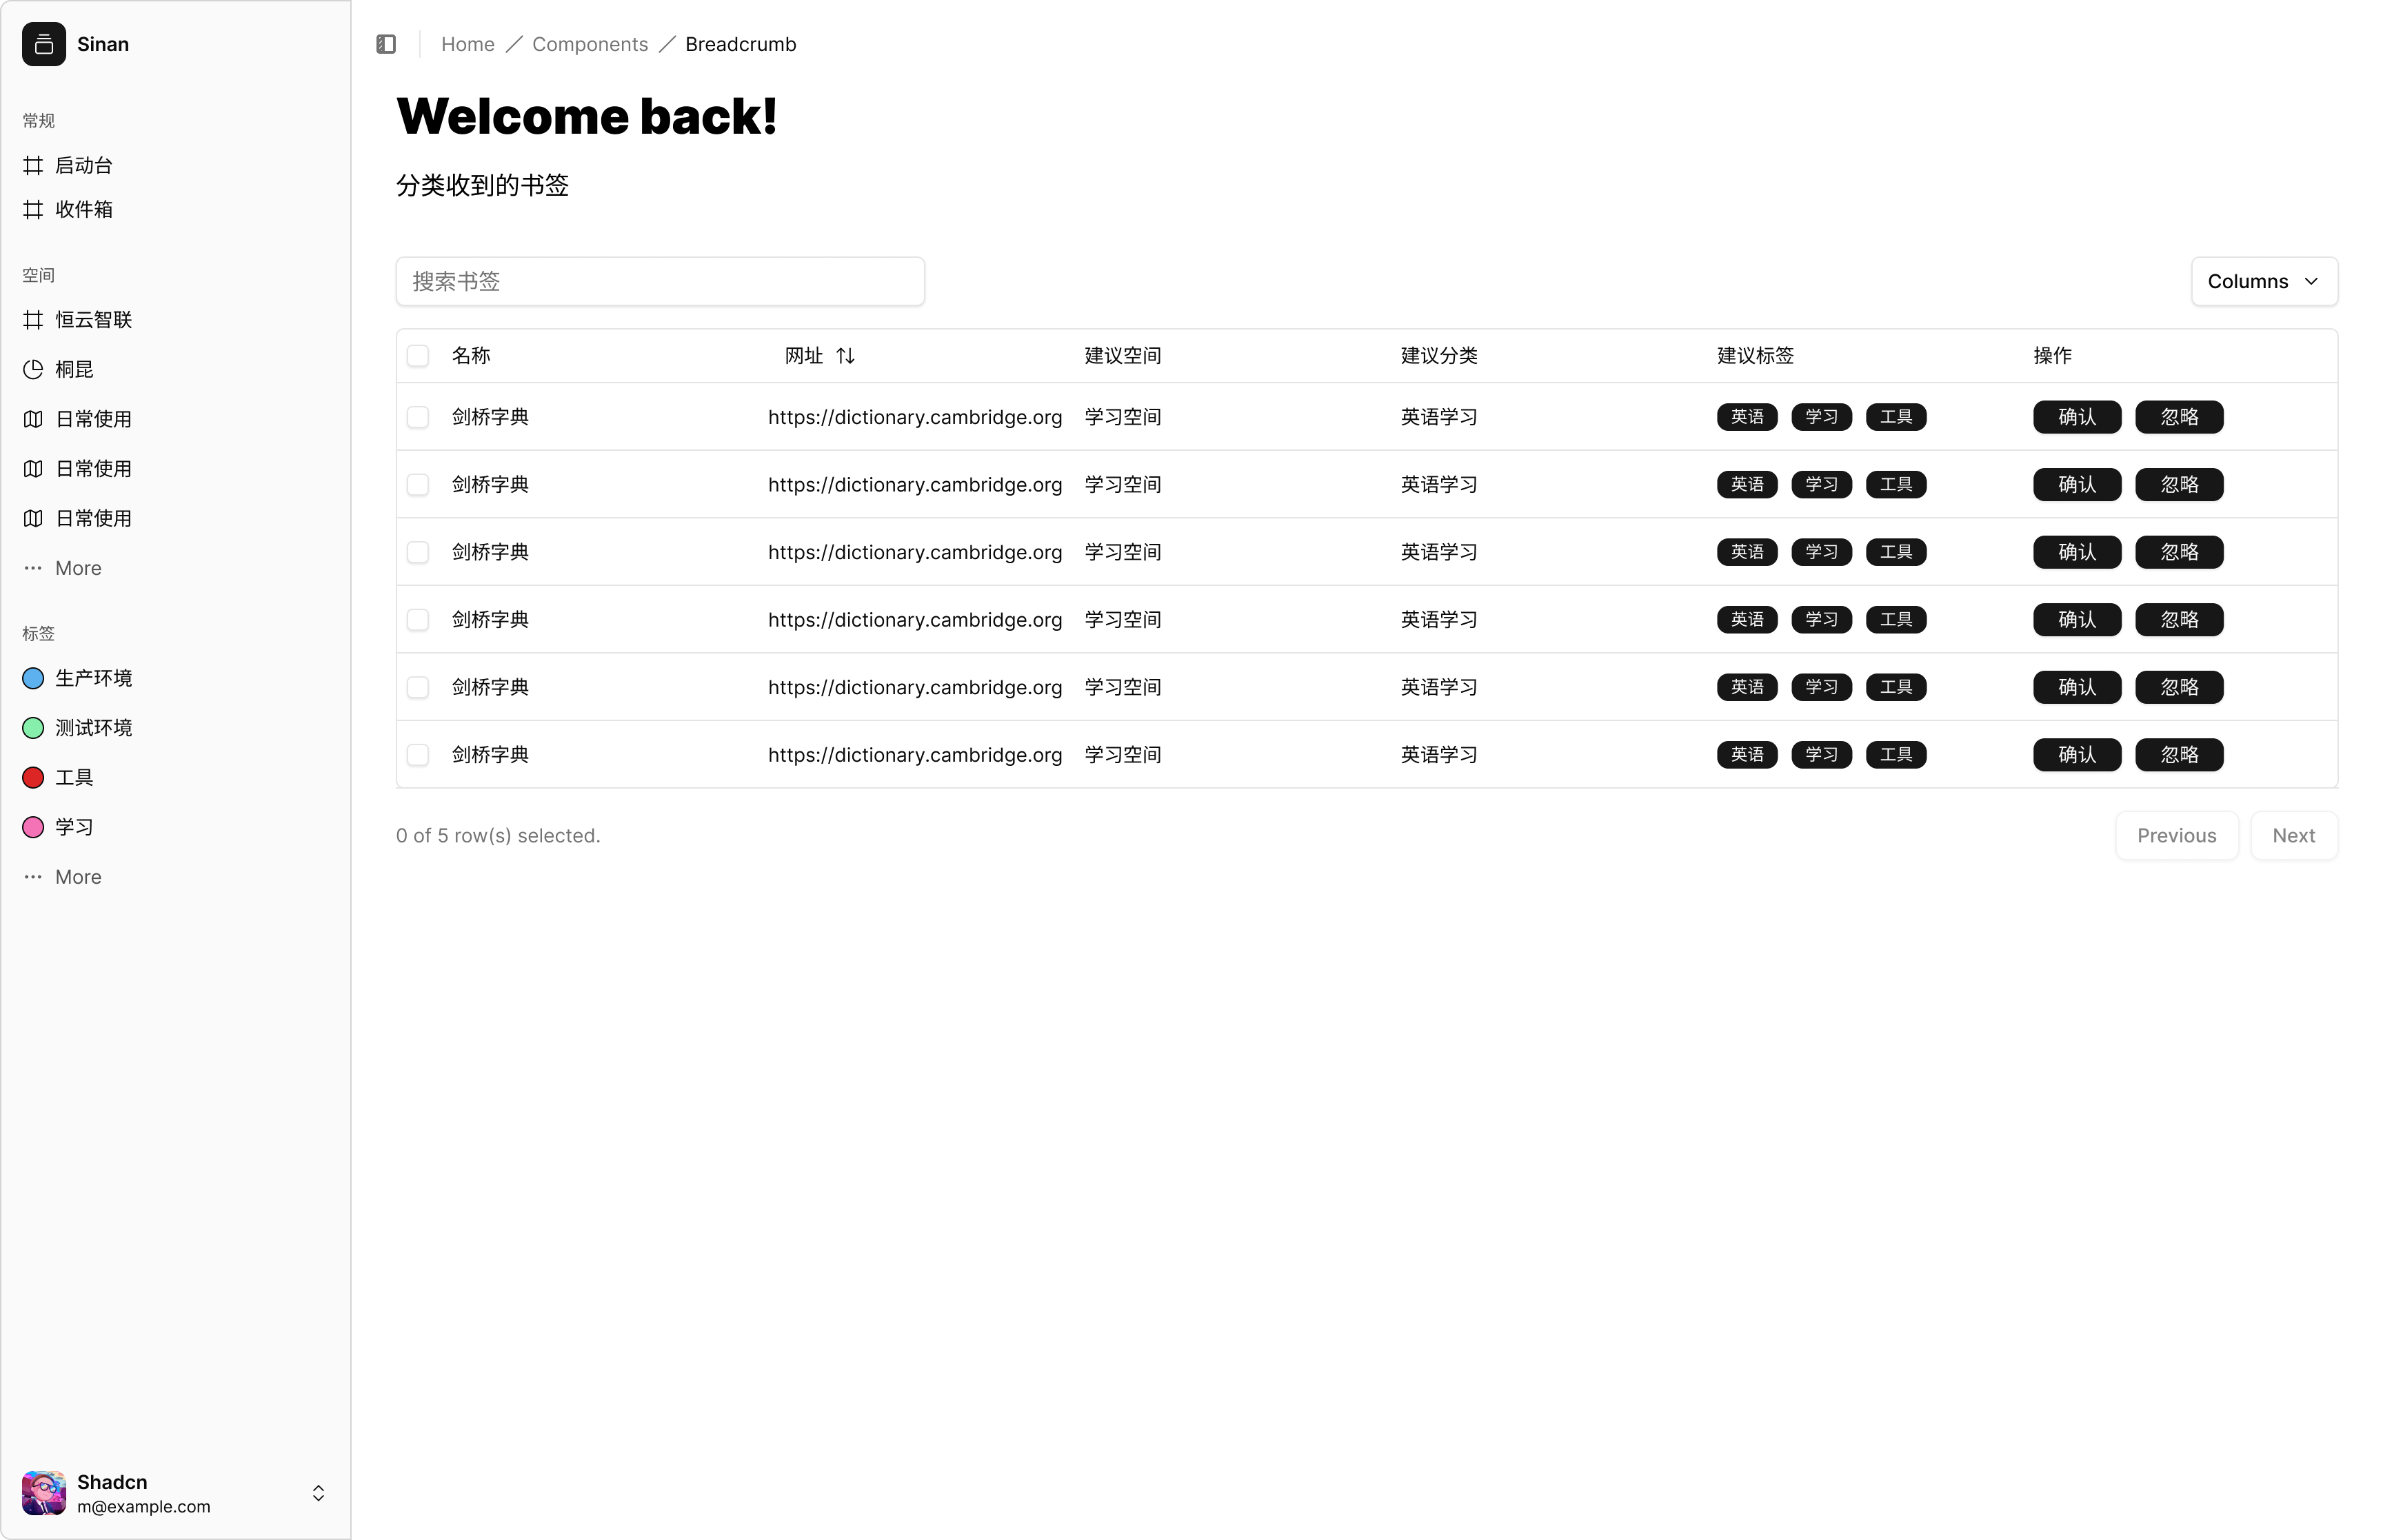 Sinan
常规
启动台
收件箱
空间
恒云智联
桐昆
日常使用
日常使用
日常使用
More
标签
生产环境
测试环境
工具
学习
More
Shadcn
m@example.com
Home / Components / Breadcrumb
Welcome back!
分类收到的书签
搜索书签
Columns
名称 网址 建议空间 建议分类 建议标签 操作
剑桥字典 https://dictionary.cambridge.org 学习空间 英语学习 英语 学习 工具 确认 忽略
剑桥字典 https://dictionary.cambridge.org 学习空间 英语学习 英语 学习 工具 确认 忽略
剑桥字典 https://dictionary.cambridge.org 学习空间 英语学习 英语 学习 工具 确认 忽略
剑桥字典 https://dictionary.cambridge.org 学习空间 英语学习 英语 学习 工具 确认 忽略
剑桥字典 https://dictionary.cambridge.org 学习空间 英语学习 英语 学习 工具 确认 忽略
剑桥字典 https://dictionary.cambridge.org 学习空间 英语学习 英语 学习 工具 确认 忽略
0 of 5 row(s) selected.
Previous Next